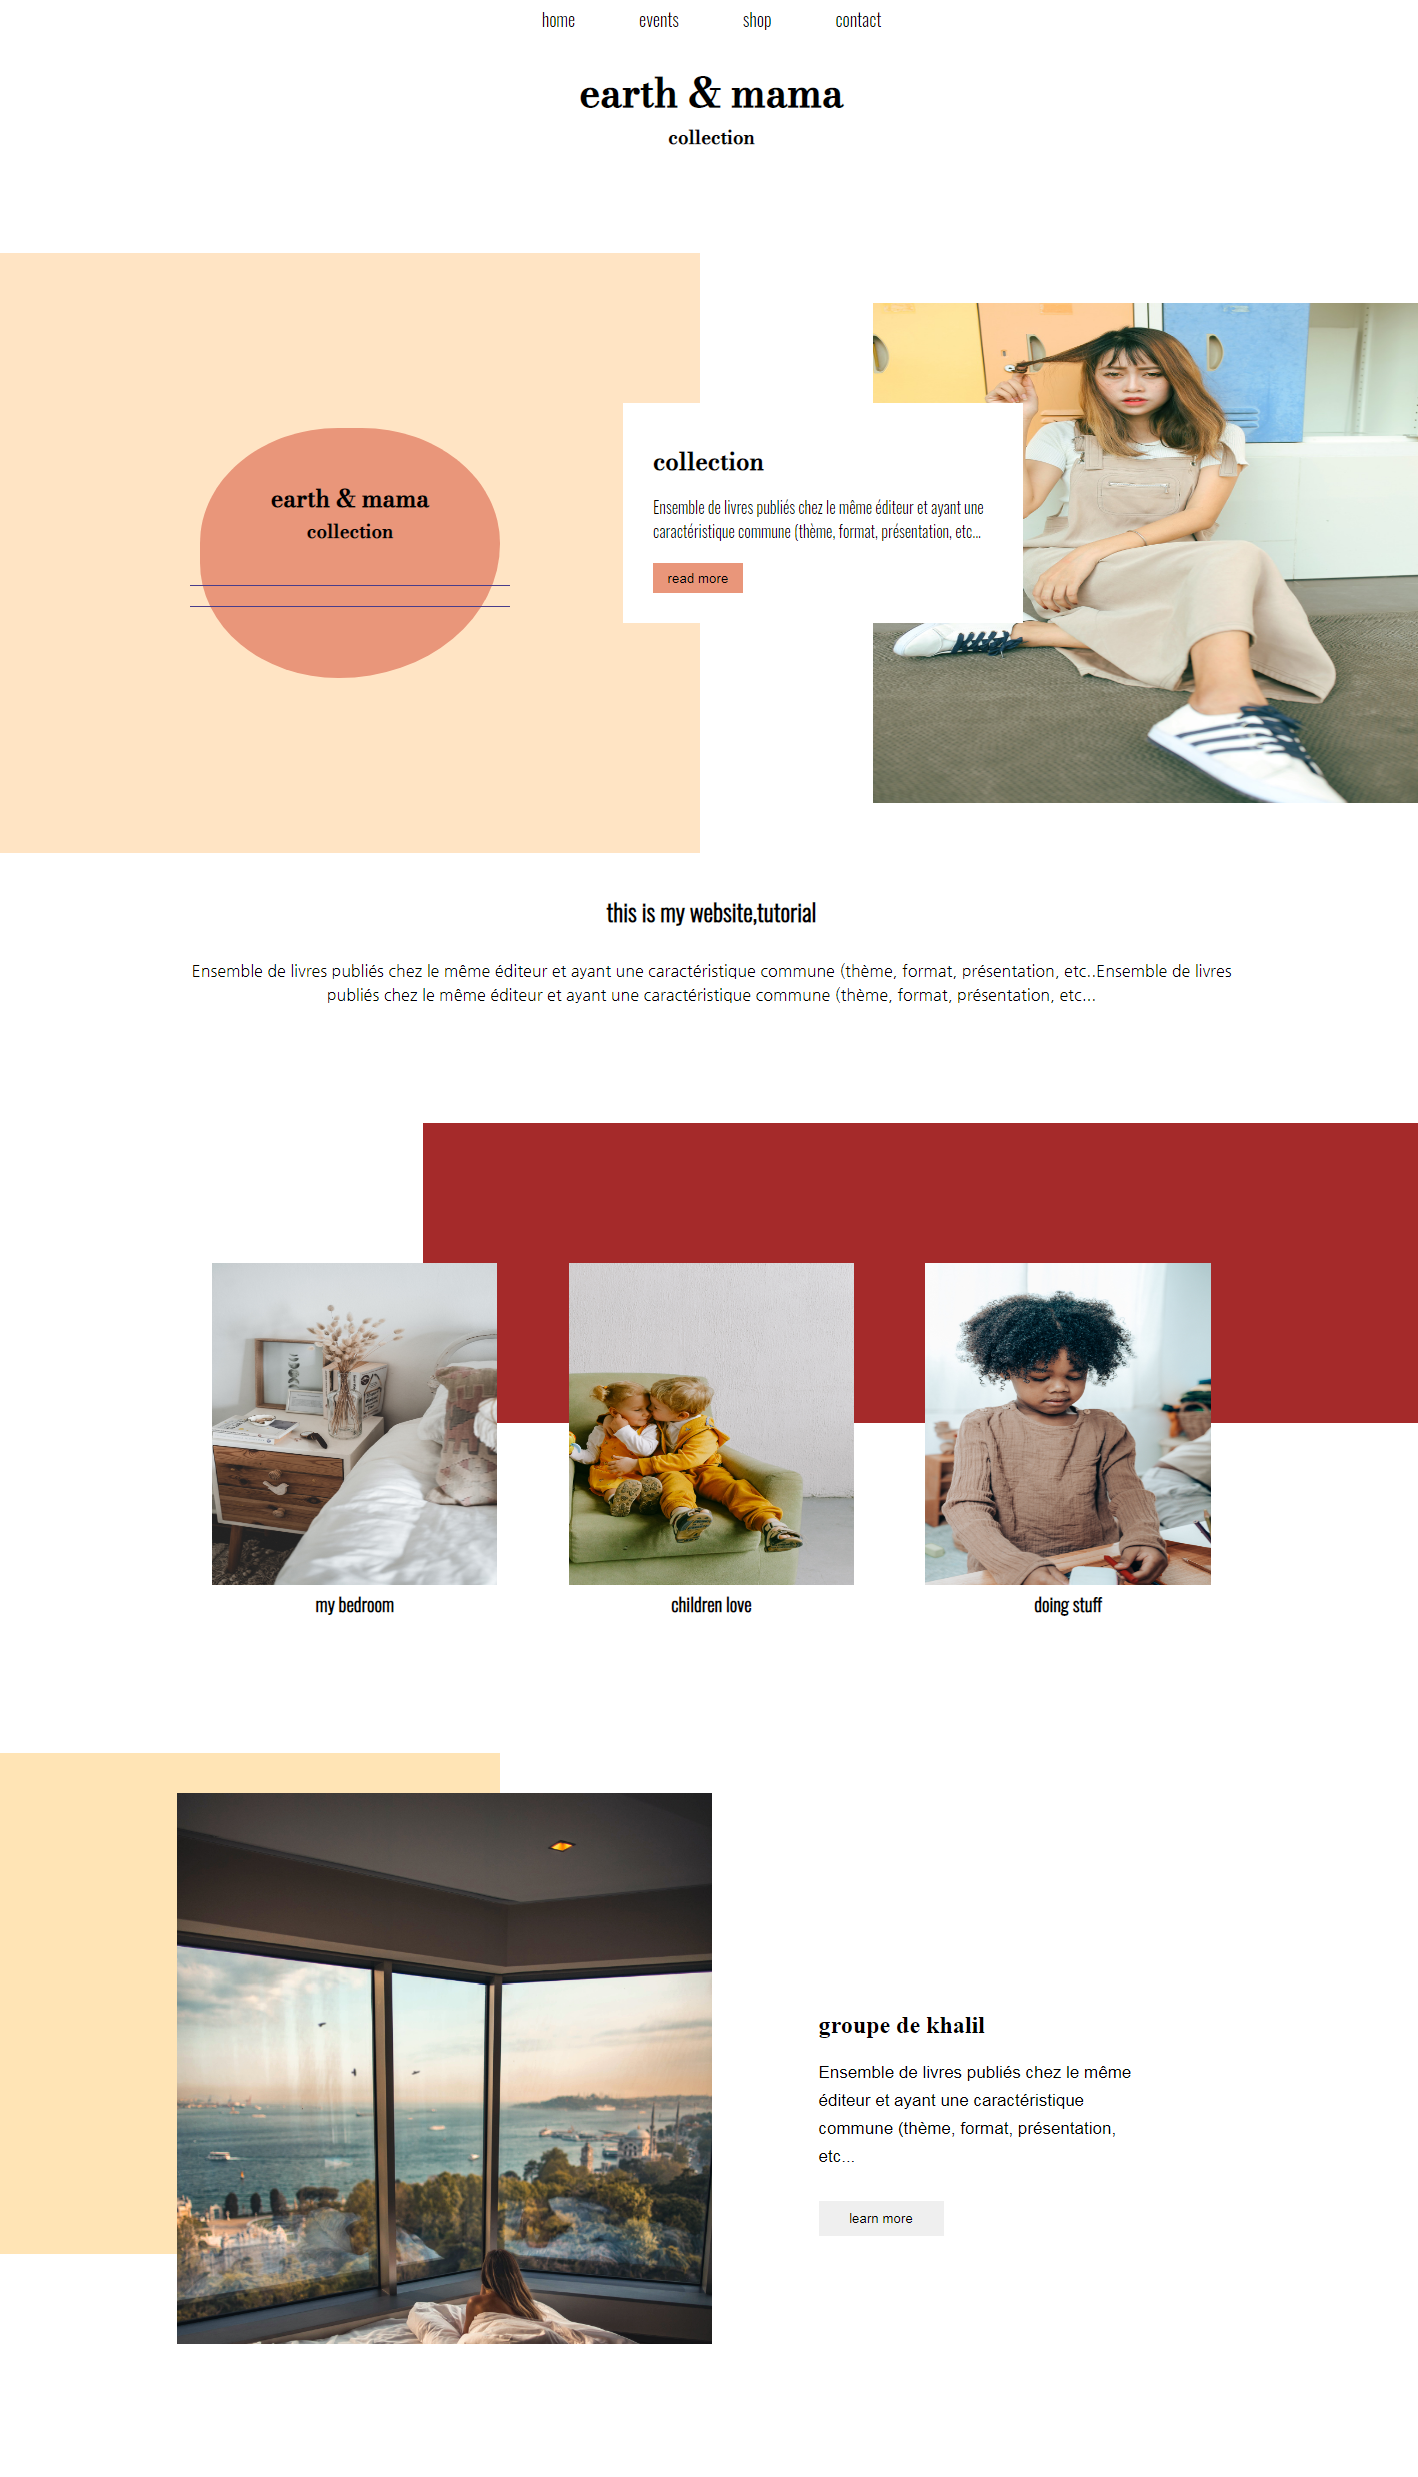 home events shop contact
earth & mama
collection
earth & mama
collection
collection
Ensemble de livres publiés chez le même éditeur et ayant une
caractéristique commune (thème, format, présentation, etc...
read more
this is my website,tutorial
Ensemble de livres publiés chez le même éditeur et ayant une caractéristique commune (thème, format, présentation, etc..Ensemble de livres
publiés chez le même éditeur et ayant une caractéristique commune (thème, format, présentation, etc...
my bedroom
children love
doing stuff
groupe de khalil
Ensemble de livres publiés chez le même
éditeur et ayant une caractéristique
commune (thème, format, présentation,
etc...
learn more